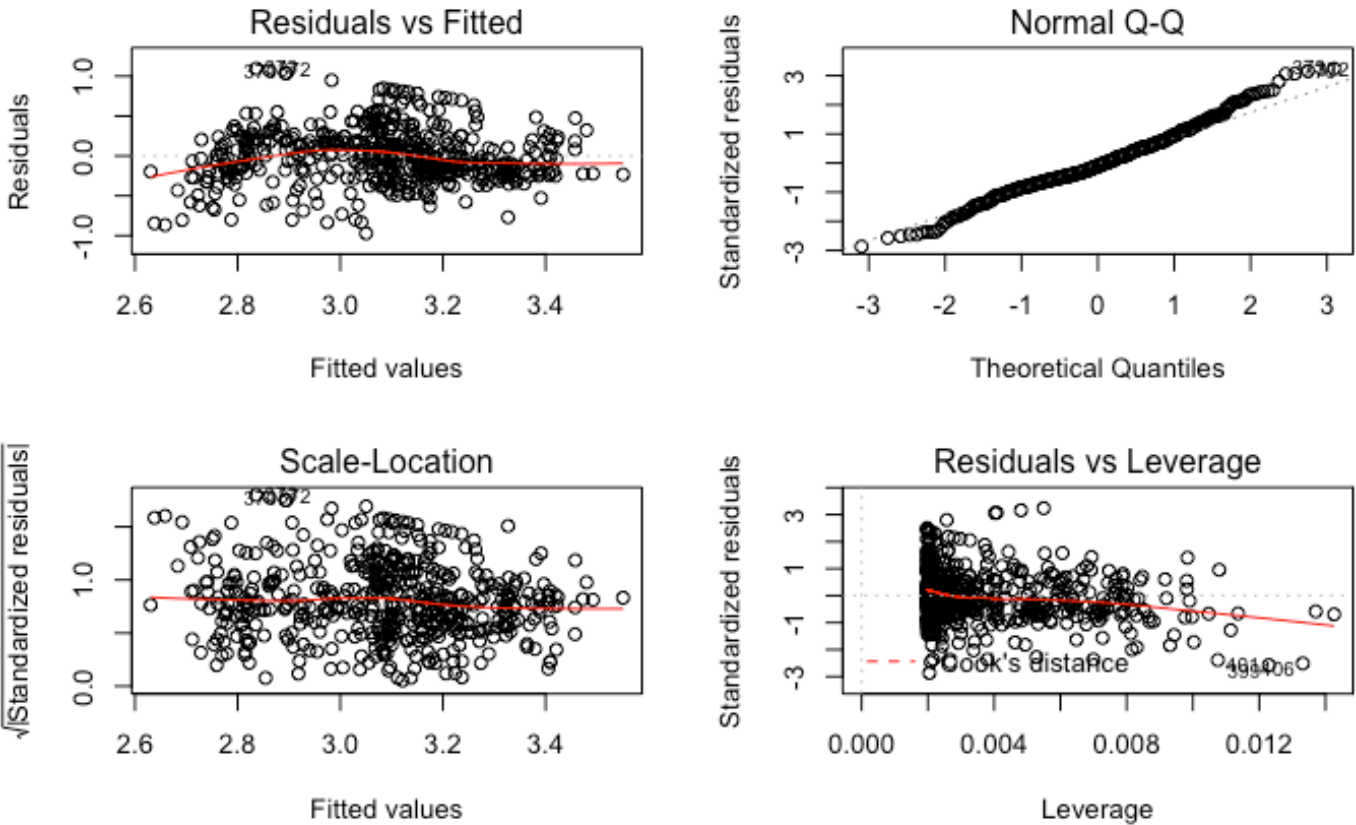 Residuals vs Fitted
Residuals
1.0
0.0
-1.0
2.6 2.8 3.0 3.2 3.4
Fitted values
Normal Q-Q
Standardized residuals
3
1
-1
-3
-3 -2 -1 0 1 2 3
Theoretical Quantiles
Scale-Location
√|Standardized residuals|
1.0
0.0
2.6 2.8 3.0 3.2 3.4
Fitted values
Residuals vs Leverage
Standardized residuals
3
1
-1
-3
Cook's distance
0.000 0.004 0.008 0.012
Leverage